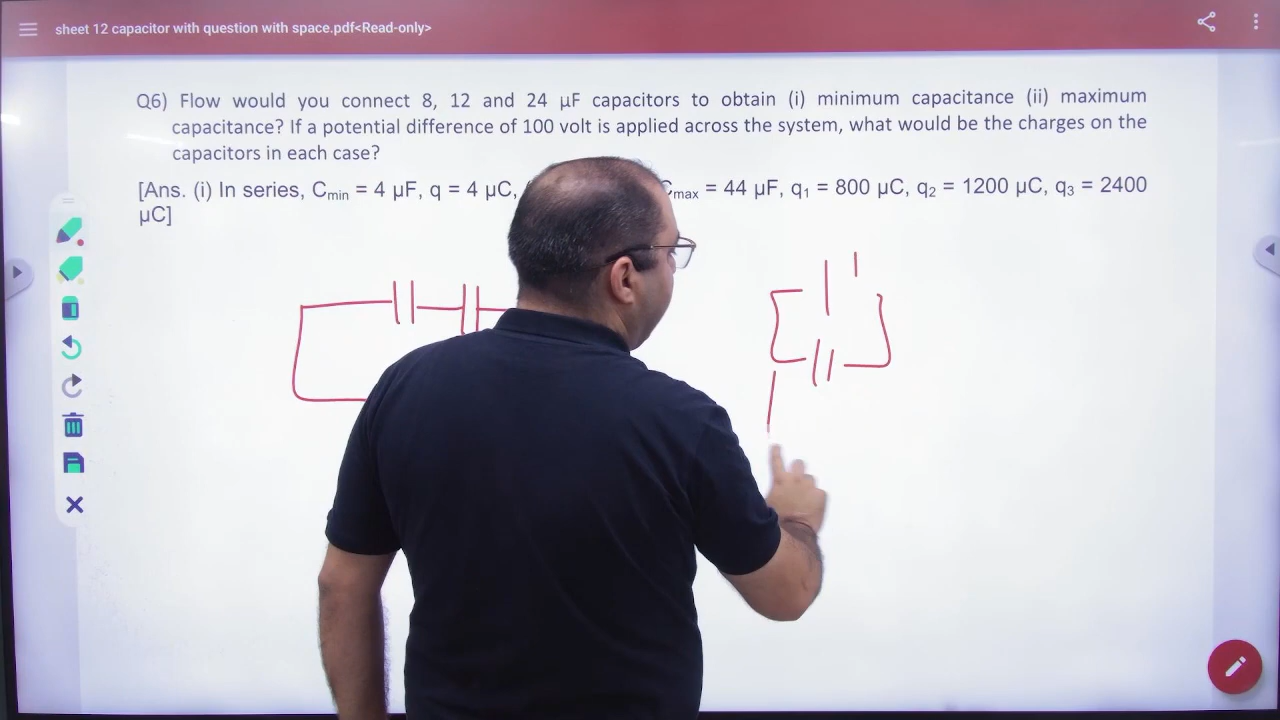 sheet 12 capacitor with question with space.pdf<Read-only>
Q6) Flow would you connect 8, 12 and 24 µF capacitors to obtain (i) minimum capacitance (ii) maximum
capacitance? If a potential difference of 100 volt is applied across the system, what would be the charges on the
capacitors in each case?
[Ans. (i) In series, Cmin = 4 µF, q = 4 µC, max = 44 µF, q1 = 800 µC, q2 = 1200 µC, q3 = 2400
µC]